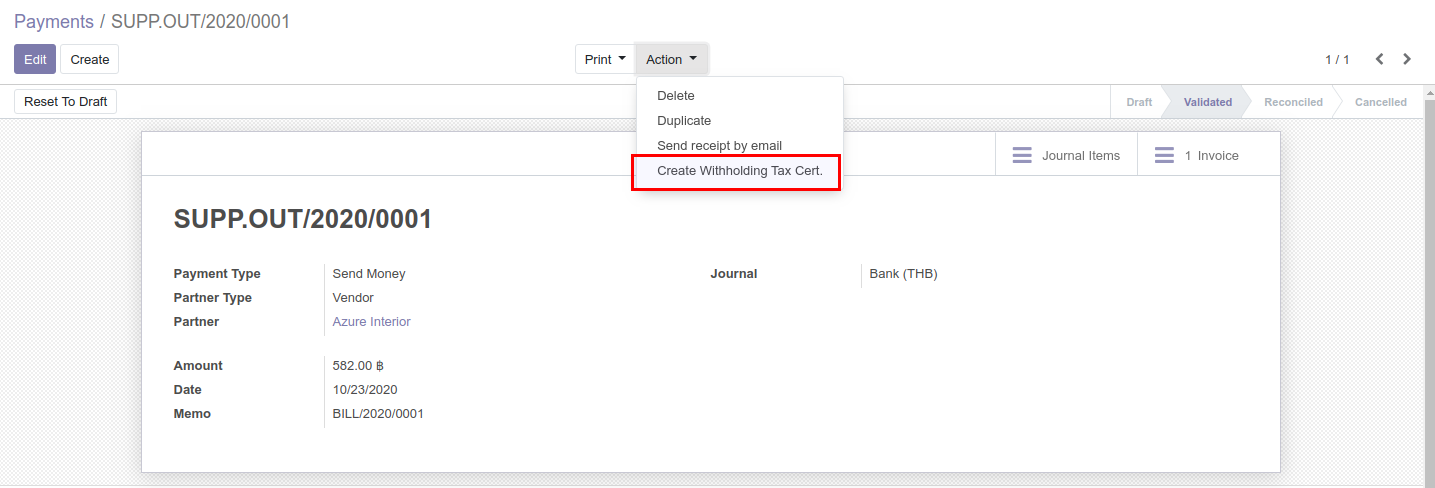 Payments / SUPP.OUT/2020/0001
Edit Create Print Action 1 / 1
Delete
Duplicate
Send receipt by email
Create Withholding Tax Cert.
Reset To Draft Draft Validated Reconciled Cancelled
Journal Items 1 Invoice
SUPP.OUT/2020/0001
Payment Type Send Money Journal Bank (THB)
Partner Type Vendor
Partner Azure Interior
Amount 582.00 ฿
Date 10/23/2020
Memo BILL/2020/0001